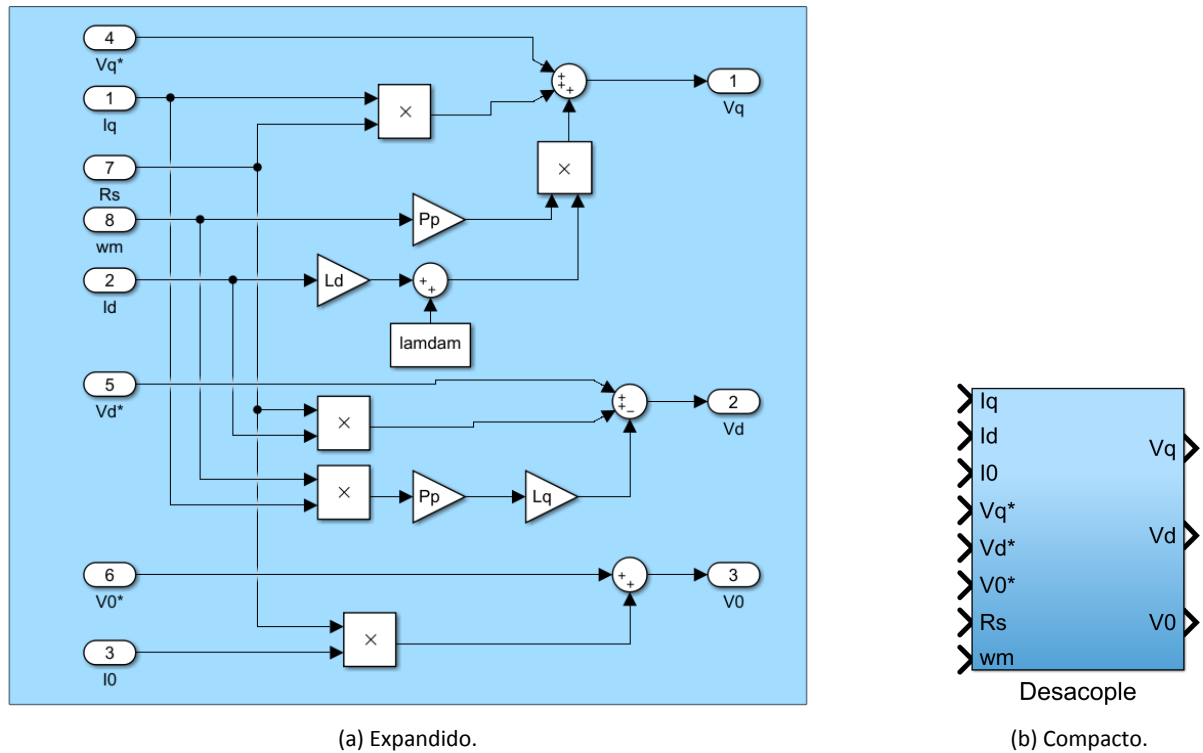 4
Vq*
1
Iq
7
Rs
8
wm
2
Id
5
Vd*
6
V0*
3
I0
×
×
Pp
Ld
+
+
+
+
+
lamdam
×
×
Pp
Lq
+
+
−
+
+
×
1
Vq
2
Vd
3
V0
(a) Expandido.
Iq
Id
I0
Vq*
Vd*
V0*
Rs
wm
Vq
Vd
V0
Desacople
(b) Compacto.